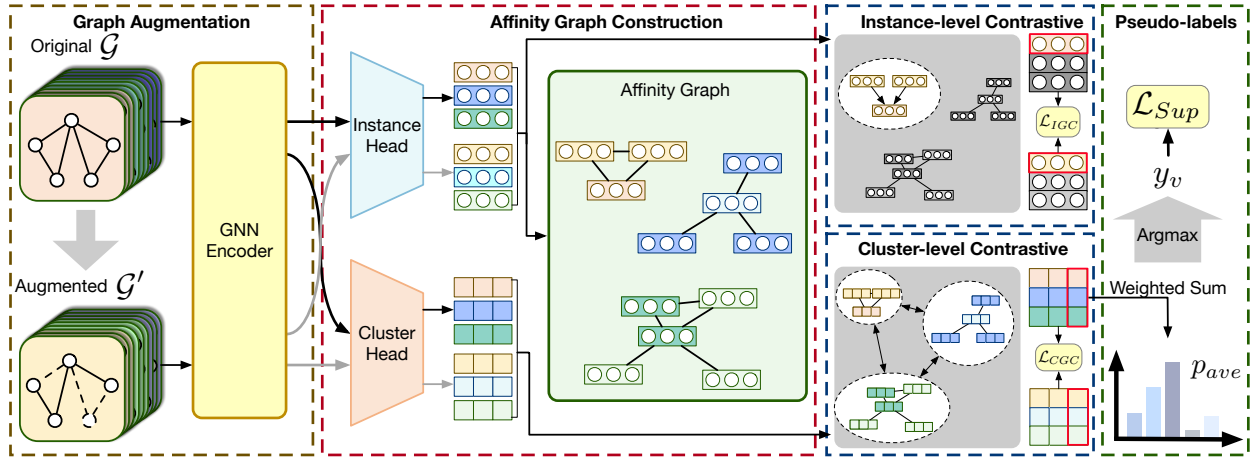 Graph Augmentation
Original 𝒢
GNN
Encoder
Augmented 𝒢′
Affinity Graph Construction
Instance
Head
Cluster
Head
Affinity Graph
Instance-level Contrastive
ℒ_IGC
Cluster-level Contrastive
ℒ_CGC
Pseudo-labels
ℒ_Sup
y_v
Argmax
Weighted Sum
p_ave